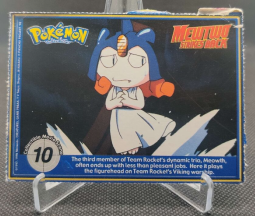 POKéMON
MEWTWO
STRIKES BACK
10
The third member of Team Rocket's dynamic trio, Meowth,
often ends up with less than pleasant jobs. Here it plays
the figurehead on Team Rocket's Viking warship.